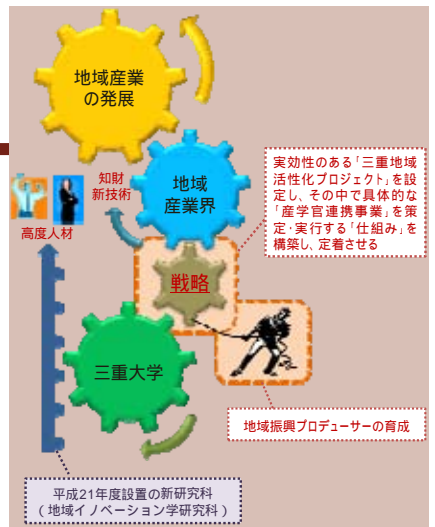 地域産業
の発展
知財
新技術
地域
産業界
高度人材
実効性のある「三重地域
活性化プロジェクト」を設
定し、その中で具体的な
「産学官連携事業」を策
定・実行する「仕組み」を
構築し、定着させる
戦略
三重大学
地域振興プロデューサーの育成
平成21年度設置の新研究科
（地域イノベーション学研究科）